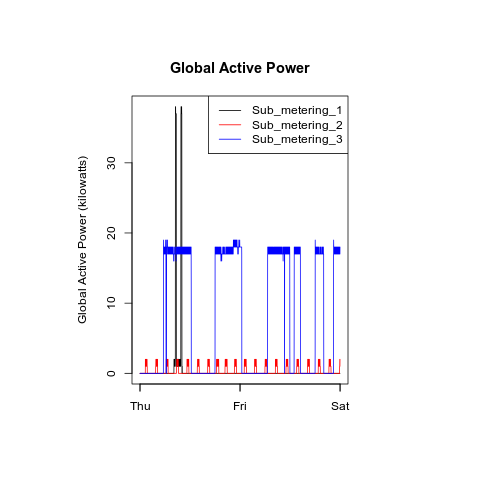 Global Active Power
Sub_metering_1
Sub_metering_2
Sub_metering_3
Global Active Power (kilowatts)
30
20
10
0
Thu Fri Sat